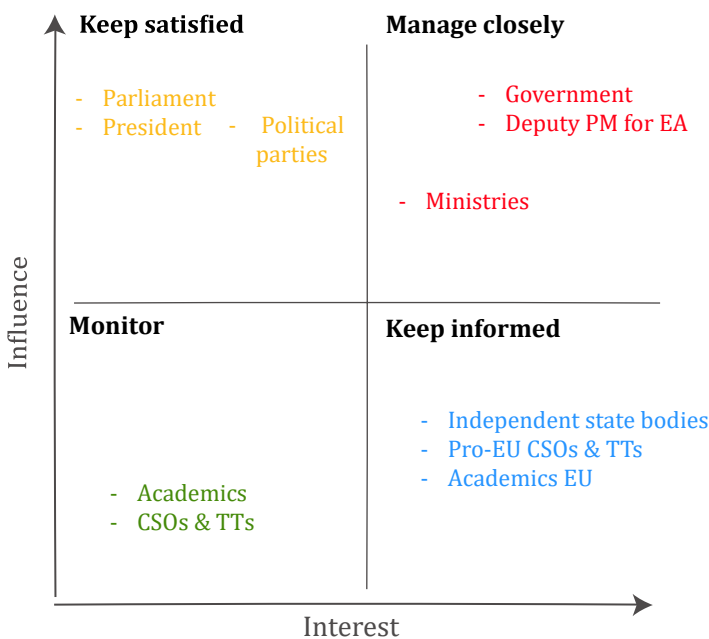 Keep satisfied
Manage closely
- Parliament
- President
- Political
parties
- Government
- Deputy PM for EA
- Ministries
Influence
Monitor
Keep informed
- Academics
- CSOs & TTs
- Independent state bodies
- Pro-EU CSOs & TTs
- Academics EU
Interest